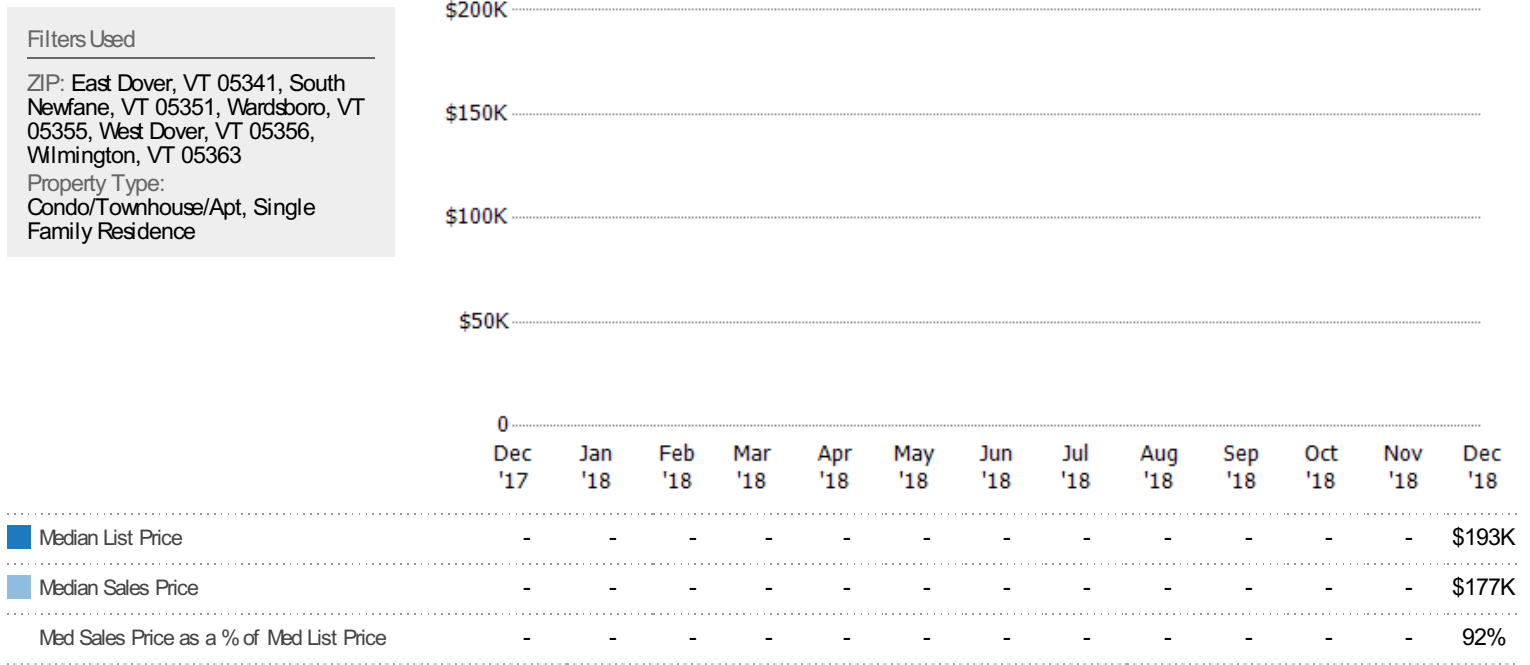 Filters Used
ZIP: East Dover, VT 05341, South
Newfane, VT 05351, Wardsboro, VT
05355, West Dover, VT 05356,
Wilmington, VT 05363
Property Type:
Condo/Townhouse/Apt, Single
Family Residence
$200K
$150K
$100K
$50K
0
Dec Jan Feb Mar Apr May Jun Jul Aug Sep Oct Nov Dec
'17 '18 '18 '18 '18 '18 '18 '18 '18 '18 '18 '18 '18
Median List Price - - - - - - - - - - - - $193K
Median Sales Price - - - - - - - - - - - - $177K
Med Sales Price as a % of Med List Price - - - - - - - - - - - - 92%